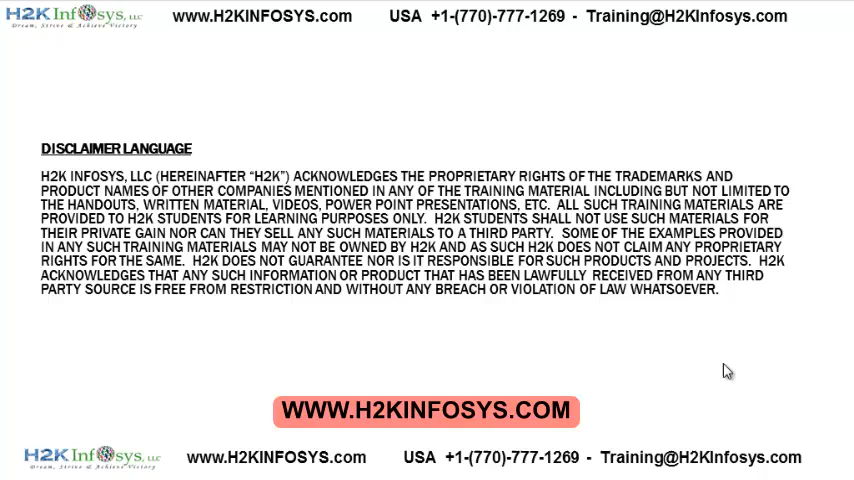 H2K Infosys, LLC www.H2KINFOSYS.com USA +1-(770)-777-1269 - Training@H2KInfosys.com
Dream, Strive & Achieve Victory
DISCLAIMER LANGUAGE
H2K INFOSYS, LLC (HEREINAFTER “H2K”) ACKNOWLEDGES THE PROPRIETARY RIGHTS OF THE TRADEMARKS AND
PRODUCT NAMES OF OTHER COMPANIES MENTIONED IN ANY OF THE TRAINING MATERIAL INCLUDING BUT NOT LIMITED TO
THE HANDOUTS, WRITTEN MATERIAL, VIDEOS, POWER POINT PRESENTATIONS, ETC. ALL SUCH TRAINING MATERIALS ARE
PROVIDED TO H2K STUDENTS FOR LEARNING PURPOSES ONLY. H2K STUDENTS SHALL NOT USE SUCH MATERIALS FOR
THEIR PRIVATE GAIN NOR CAN THEY SELL ANY SUCH MATERIALS TO A THIRD PARTY. SOME OF THE EXAMPLES PROVIDED
IN ANY SUCH TRAINING MATERIALS MAY NOT BE OWNED BY H2K AND AS SUCH H2K DOES NOT CLAIM ANY PROPRIETARY
RIGHTS FOR THE SAME. H2K DOES NOT GUARANTEE NOR IS IT RESPONSIBLE FOR SUCH PRODUCTS AND PROJECTS. H2K
ACKNOWLEDGES THAT ANY SUCH INFORMATION OR PRODUCT THAT HAS BEEN LAWFULLY RECEIVED FROM ANY THIRD
PARTY SOURCE IS FREE FROM RESTRICTION AND WITHOUT ANY BREACH OR VIOLATION OF LAW WHATSOEVER.
WWW.H2KINFOSYS.COM
H2K Infosys, LLC www.H2KINFOSYS.com USA +1-(770)-777-1269 - Training@H2KInfosys.com
Dream, Strive & Achieve Victory